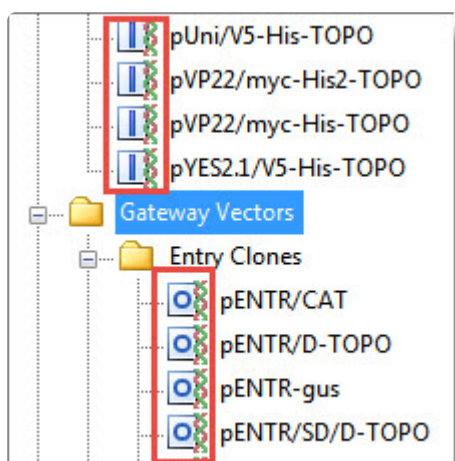 pUni/V5-His-TOPO
pVP22/myc-His2-TOPO
pVP22/myc-His-TOPO
pYES2.1/V5-His-TOPO
Gateway Vectors
Entry Clones
pENTR/CAT
pENTR/D-TOPO
pENTR-gus
pENTR/SD/D-TOPO